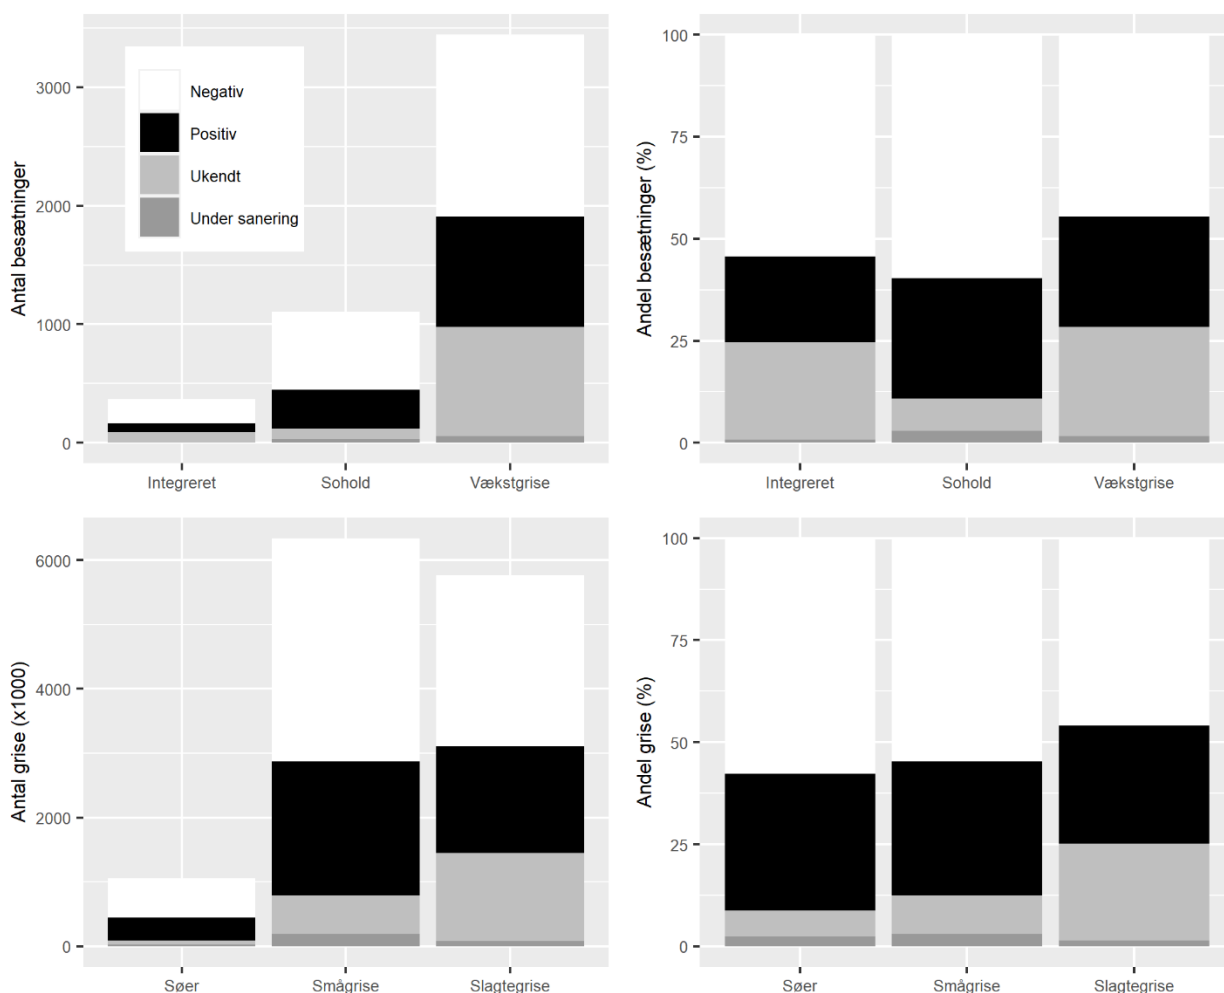 Antal besætninger
3000
2000
1000
0
Negativ
Positiv
Ukendt
Under sanering
Integreret Sohold Vækstgrise
Andel besætninger (%)
100
75
50
25
0
Integreret Sohold Vækstgrise
Antal grise (x1000)
6000
4000
2000
0
Søer Smågrise Slagtegrise
Andel grise (%)
100
75
50
25
0
Søer Smågrise Slagtegrise